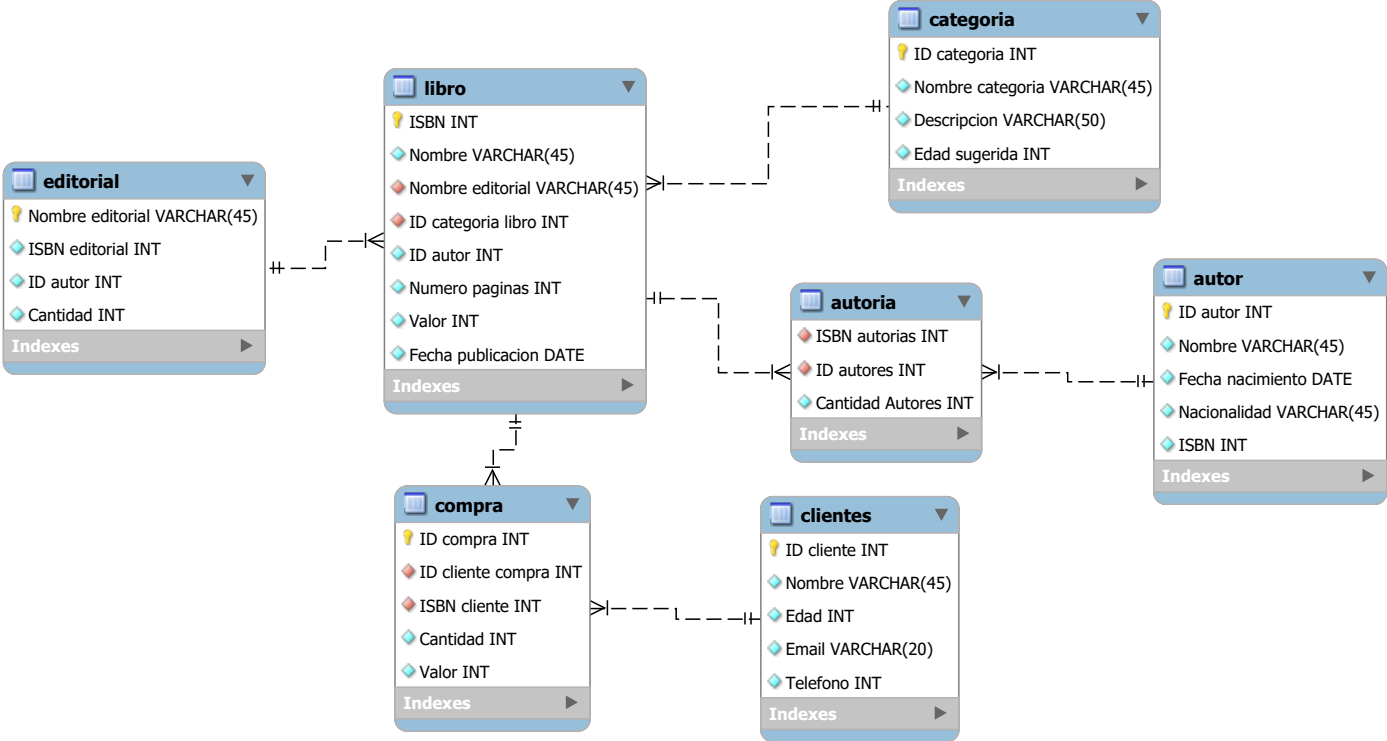 categoria
ID categoria INT
Nombre categoria VARCHAR(45)
Descripcion VARCHAR(50)
Edad sugerida INT
Indexes
libro
ISBN INT
Nombre VARCHAR(45)
Nombre editorial VARCHAR(45)
ID categoria libro INT
ID autor INT
Numero paginas INT
Valor INT
Fecha publicacion DATE
Indexes
editorial
Nombre editorial VARCHAR(45)
ISBN editorial INT
ID autor INT
Cantidad INT
Indexes
autoria
ISBN autorias INT
ID autores INT
Cantidad Autores INT
Indexes
autor
ID autor INT
Nombre VARCHAR(45)
Fecha nacimiento DATE
Nacionalidad VARCHAR(45)
ISBN INT
Indexes
compra
ID compra INT
ID cliente compra INT
ISBN cliente INT
Cantidad INT
Valor INT
Indexes
clientes
ID cliente INT
Nombre VARCHAR(45)
Edad INT
Email VARCHAR(20)
Telefono INT
Indexes